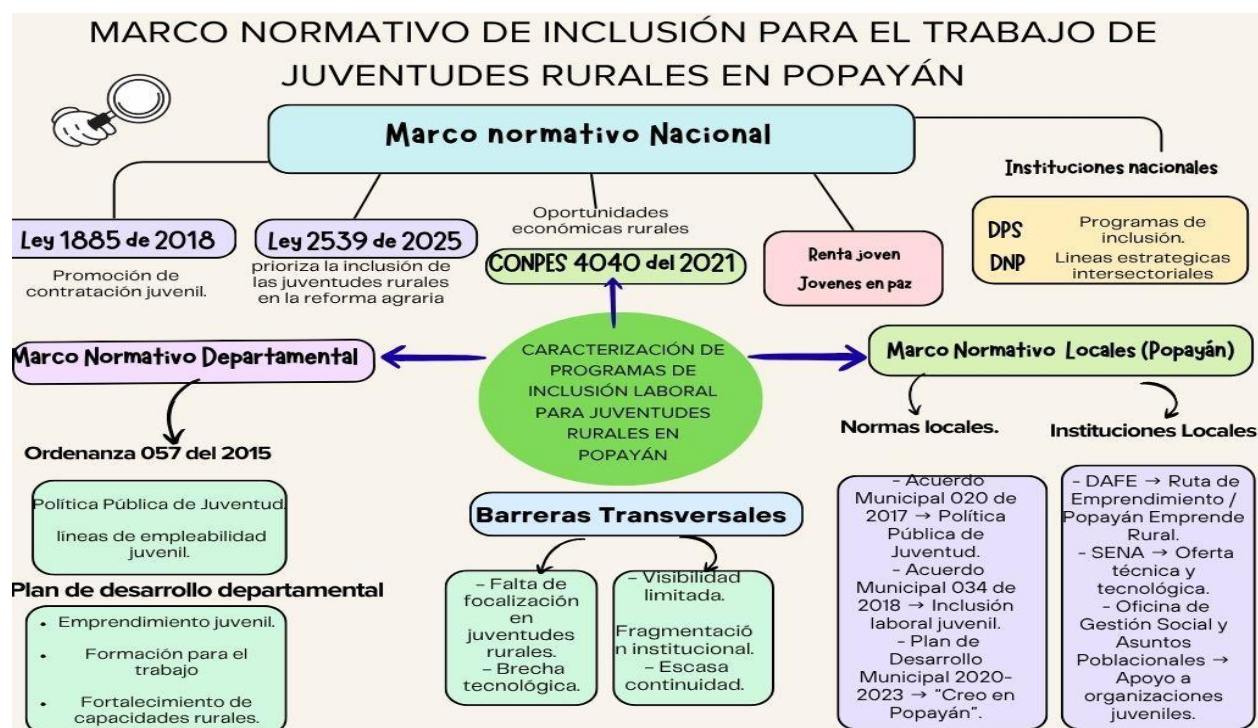 MARCO NORMATIVO DE INCLUSIÓN PARA EL TRABAJO DE
JUVENTUDES RURALES EN POPAYÁN
Marco normativo Nacional
Instituciones nacionales
Ley 1885 de 2018
Promoción de
contratación juvenil.
Ley 2539 de 2025
prioriza la inclusión de
las juventudes rurales
en la reforma agraria
Oportunidades
económicas rurales
CONPES 4040 del 2021
Renta joven
Jovenes en paz
DPS Programas de
inclusión.
DNP Lineas estrategicas
intersectoriales
Marco Normativo Departamental
Ordenanza 057 del 2015
Política Pública de Juventud.
líneas de empleabilidad
juvenil.
Plan de desarrollo departamental
• Emprendimiento juvenil.
• Formación para el
trabajo
• Fortalecimiento de
capacidades rurales.
CARACTERIZACIÓN DE
PROGRAMAS DE
INCLUSIÓN LABORAL
PARA JUVENTUDES
RURALES EN
POPAYÁN
Barreras Transversales
– Falta de
focalización
en
juventudes
rurales.
– Brecha
tecnológica.
– Visibilidad
limitada.
Fragmentació
n institucional.
– Escasa
continuidad.
Marco Normativo Locales (Popayán)
Normas locales.
– Acuerdo
Municipal 020 de
2017 → Política
Pública de
Juventud.
– Acuerdo
Municipal 034 de
2018 → Inclusión
laboral juvenil.
– Plan de
Desarrollo
Municipal 2020-
2023 → "Creo en
Popayán".
Instituciones Locales
– DAFE → Ruta de
Emprendimiento /
Popayán Emprende
Rural.
– SENA → Oferta
técnica y
tecnológica.
– Oficina de
Gestión Social y
Asuntos
Poblacionales →
Apoyo a
organizaciones
juveniles.